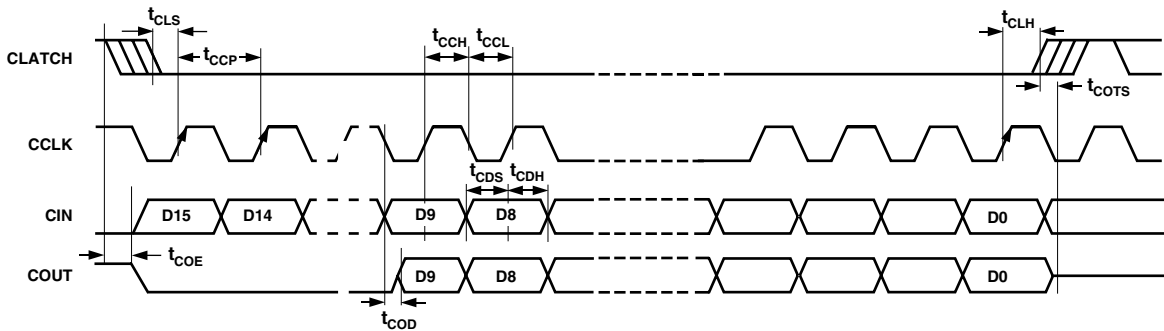 tCLS
tCCP
tCCH
tCCL
tCLH
CLATCH
tCOTS
CCLK
tCDS
tCDH
CIN
D15
D14
D9
D8
D0
tCOE
COUT
D9
D8
D0
tCOD